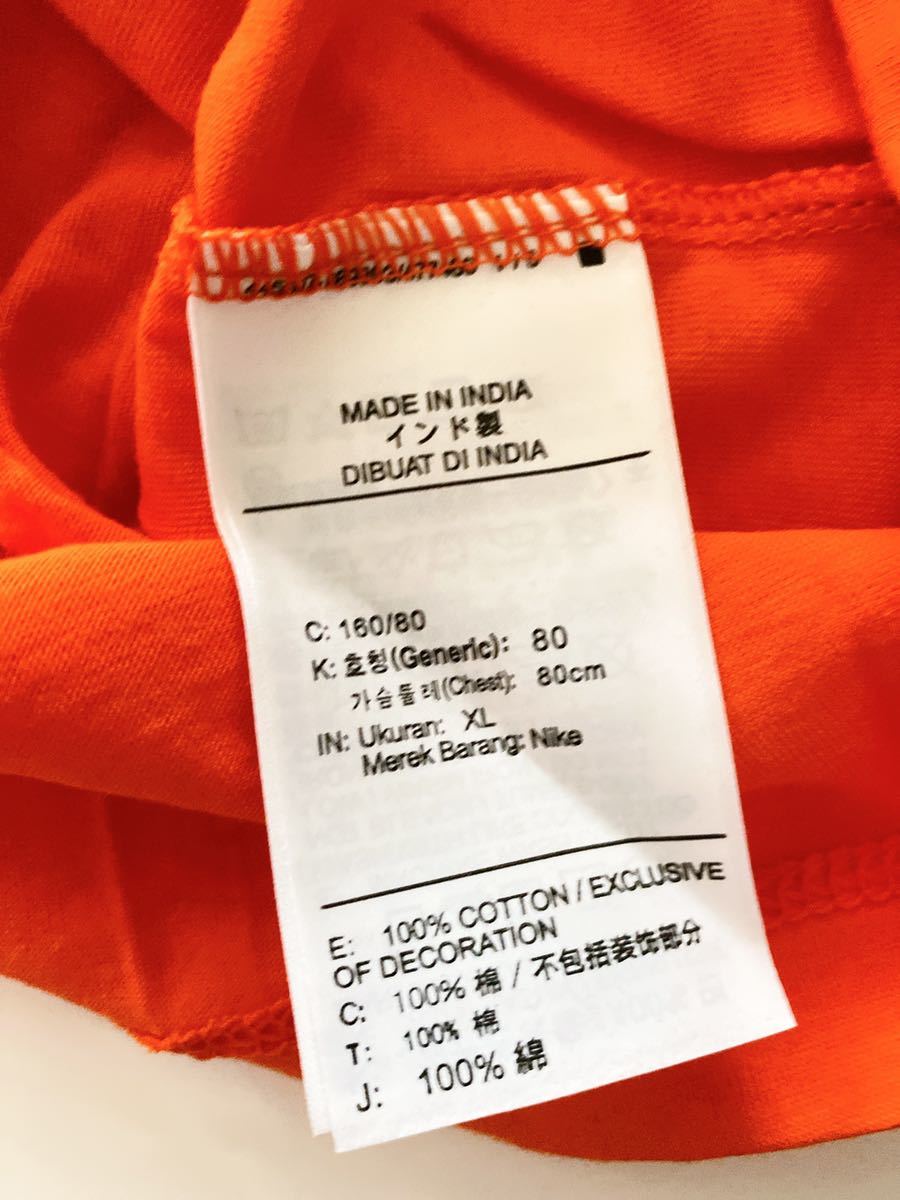 MADE IN INDIA
インド製
DIBUAT DI INDIA
C: 160/80
K: 호칭(Generic): 80
가슴둘레(Chest): 80cm
IN: Ukuran: XL
Merek Barang: Nike
E: 100% COTTON / EXCLUSIVE
OF DECORATION
C: 100% 棉 / 不包括装饰部分
T: 100% 棉
J: 100% 綿